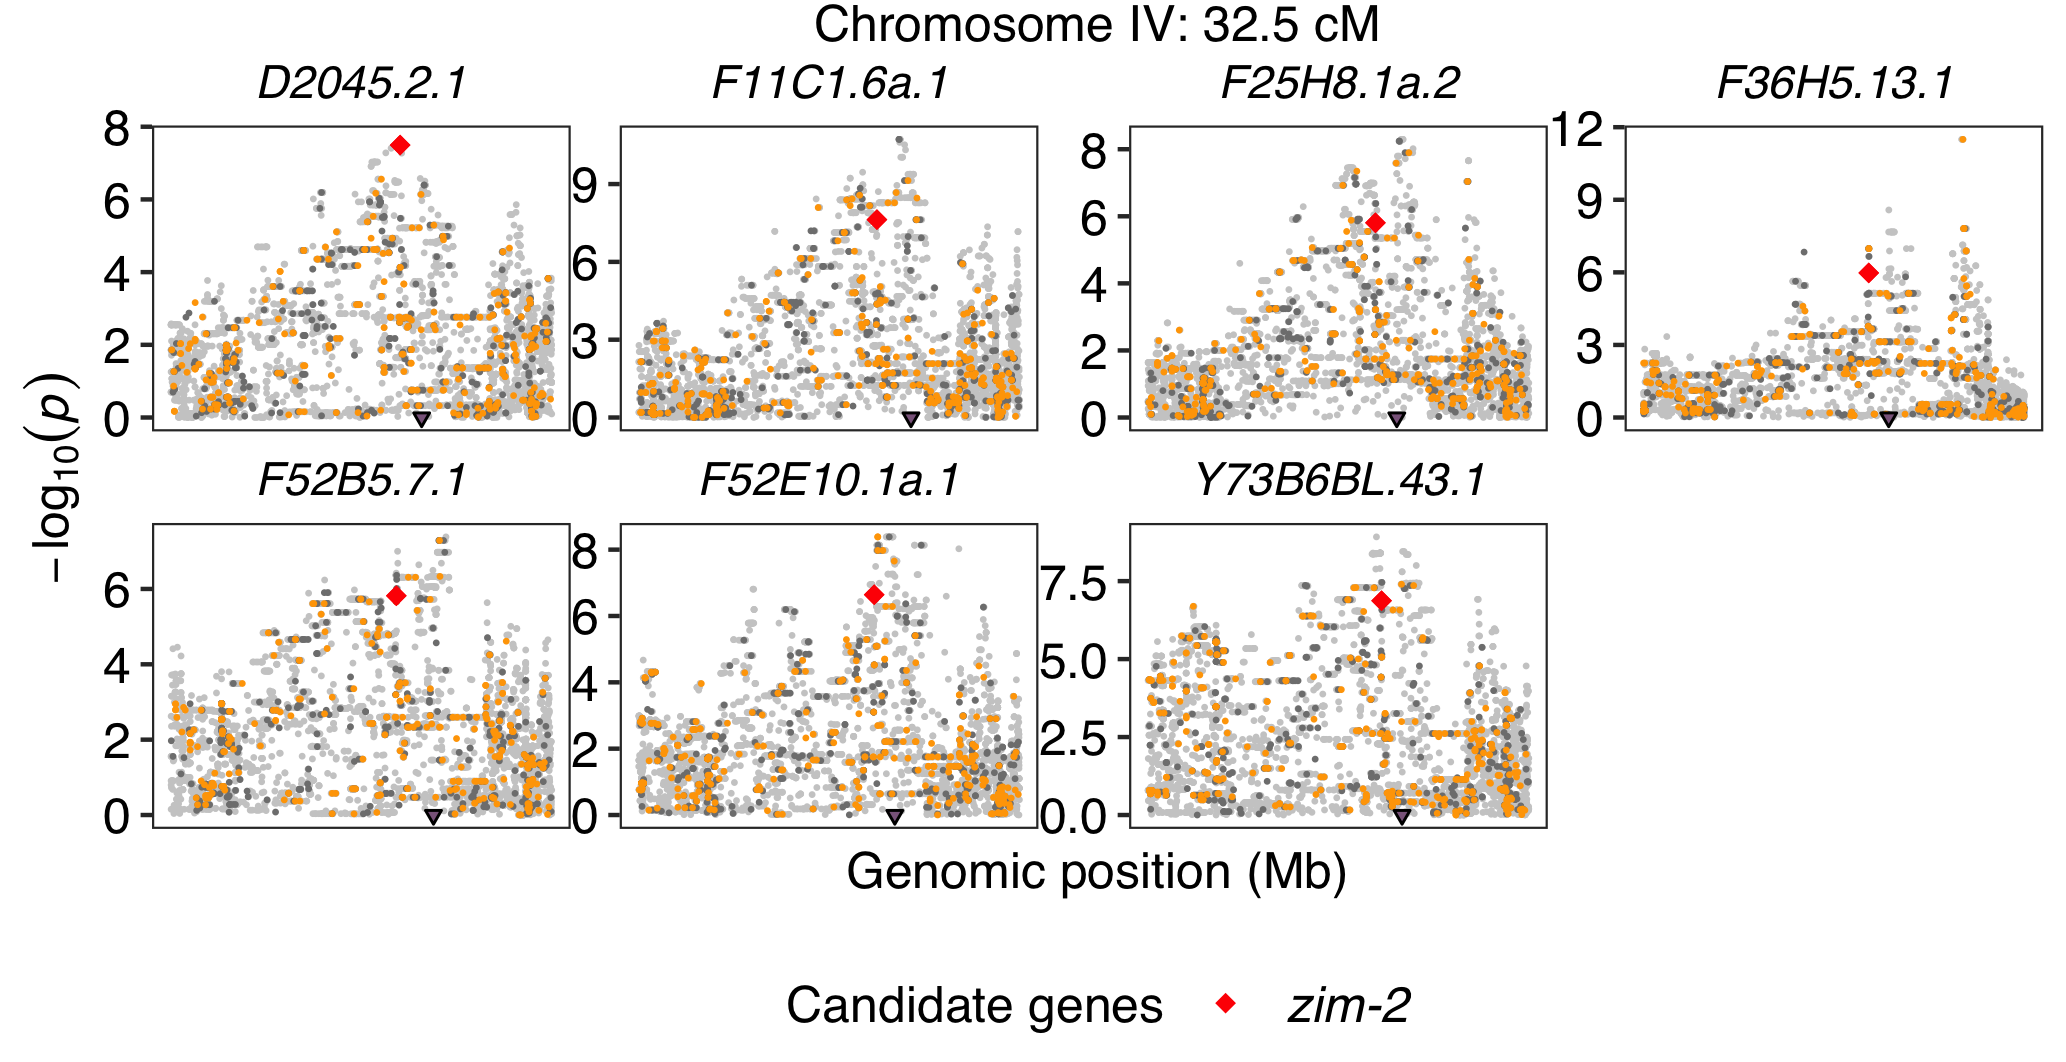 Chromosome IV: 32.5 cM
D2045.2.1 F11C1.6a.1 F25H8.1a.2 F36H5.13.1
8 6 4 2 0
9 6 3 0
8 6 4 2 0
12 9 6 3 0
−log10(p)
F52B5.7.1 F52E10.1a.1 Y73B6BL.43.1
6 4 2 0
8 6 4 2 0
7.5 5.0 2.5 0.0
Genomic position (Mb)
Candidate genes zim-2